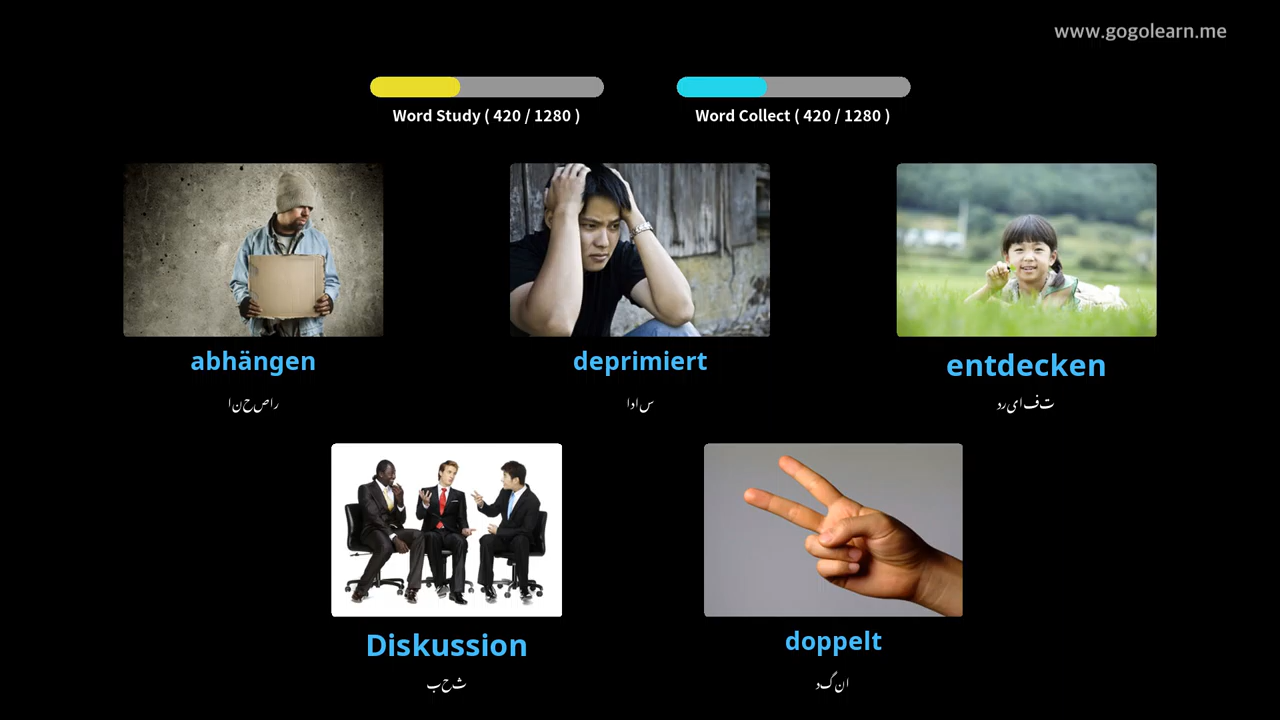 www.gogolearn.me
Word Study ( 420 / 1280 )
Word Collect ( 420 / 1280 )
abhängen
انحصار
deprimiert
اداس
entdecken
دریافت
Diskussion
بحث
doppelt
دگنا